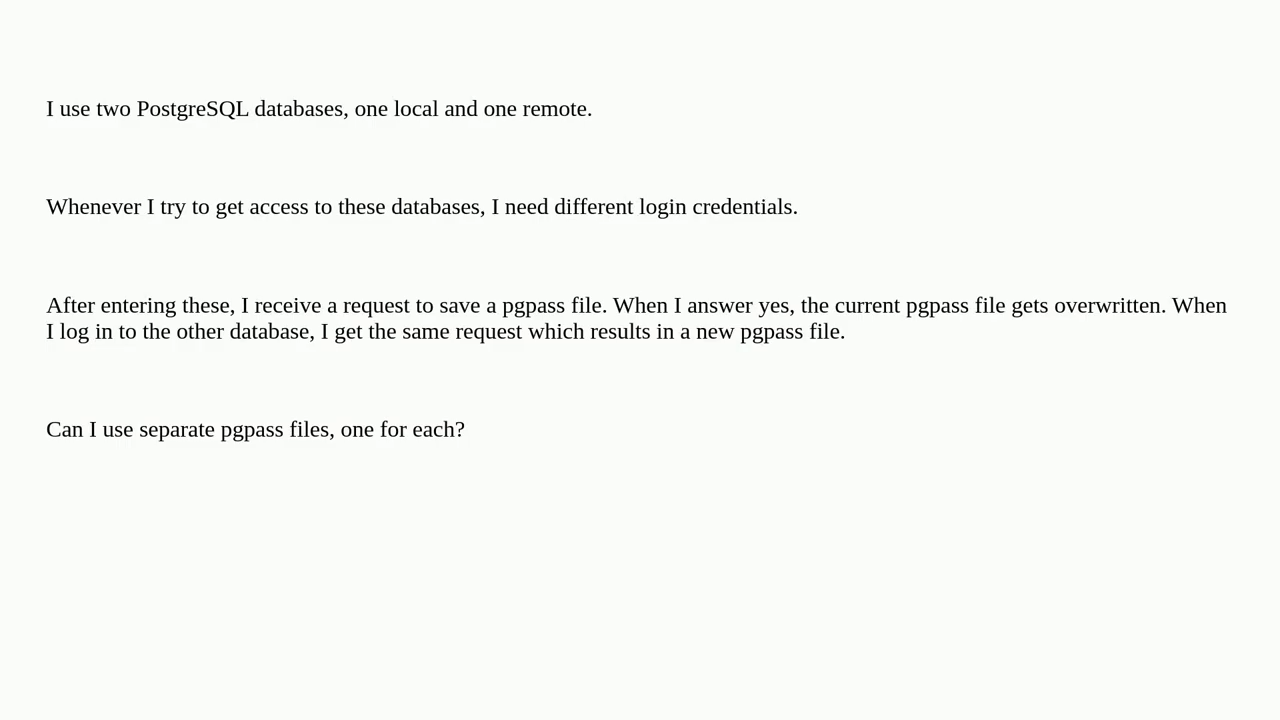 I use two PostgreSQL databases, one local and one remote.
Whenever I try to get access to these databases, I need different login credentials.
After entering these, I receive a request to save a pgpass file. When I answer yes, the current pgpass file gets overwritten. When
I log in to the other database, I get the same request which results in a new pgpass file.
Can I use separate pgpass files, one for each?